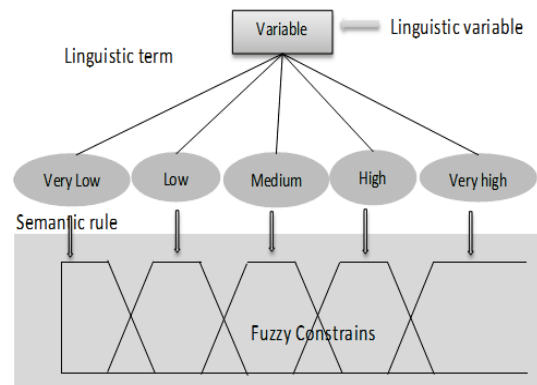 Variable
Linguistic variable
Linguistic term
Very Low
Low
Medium
High
Very high
Semantic rule
Fuzzy Constrains